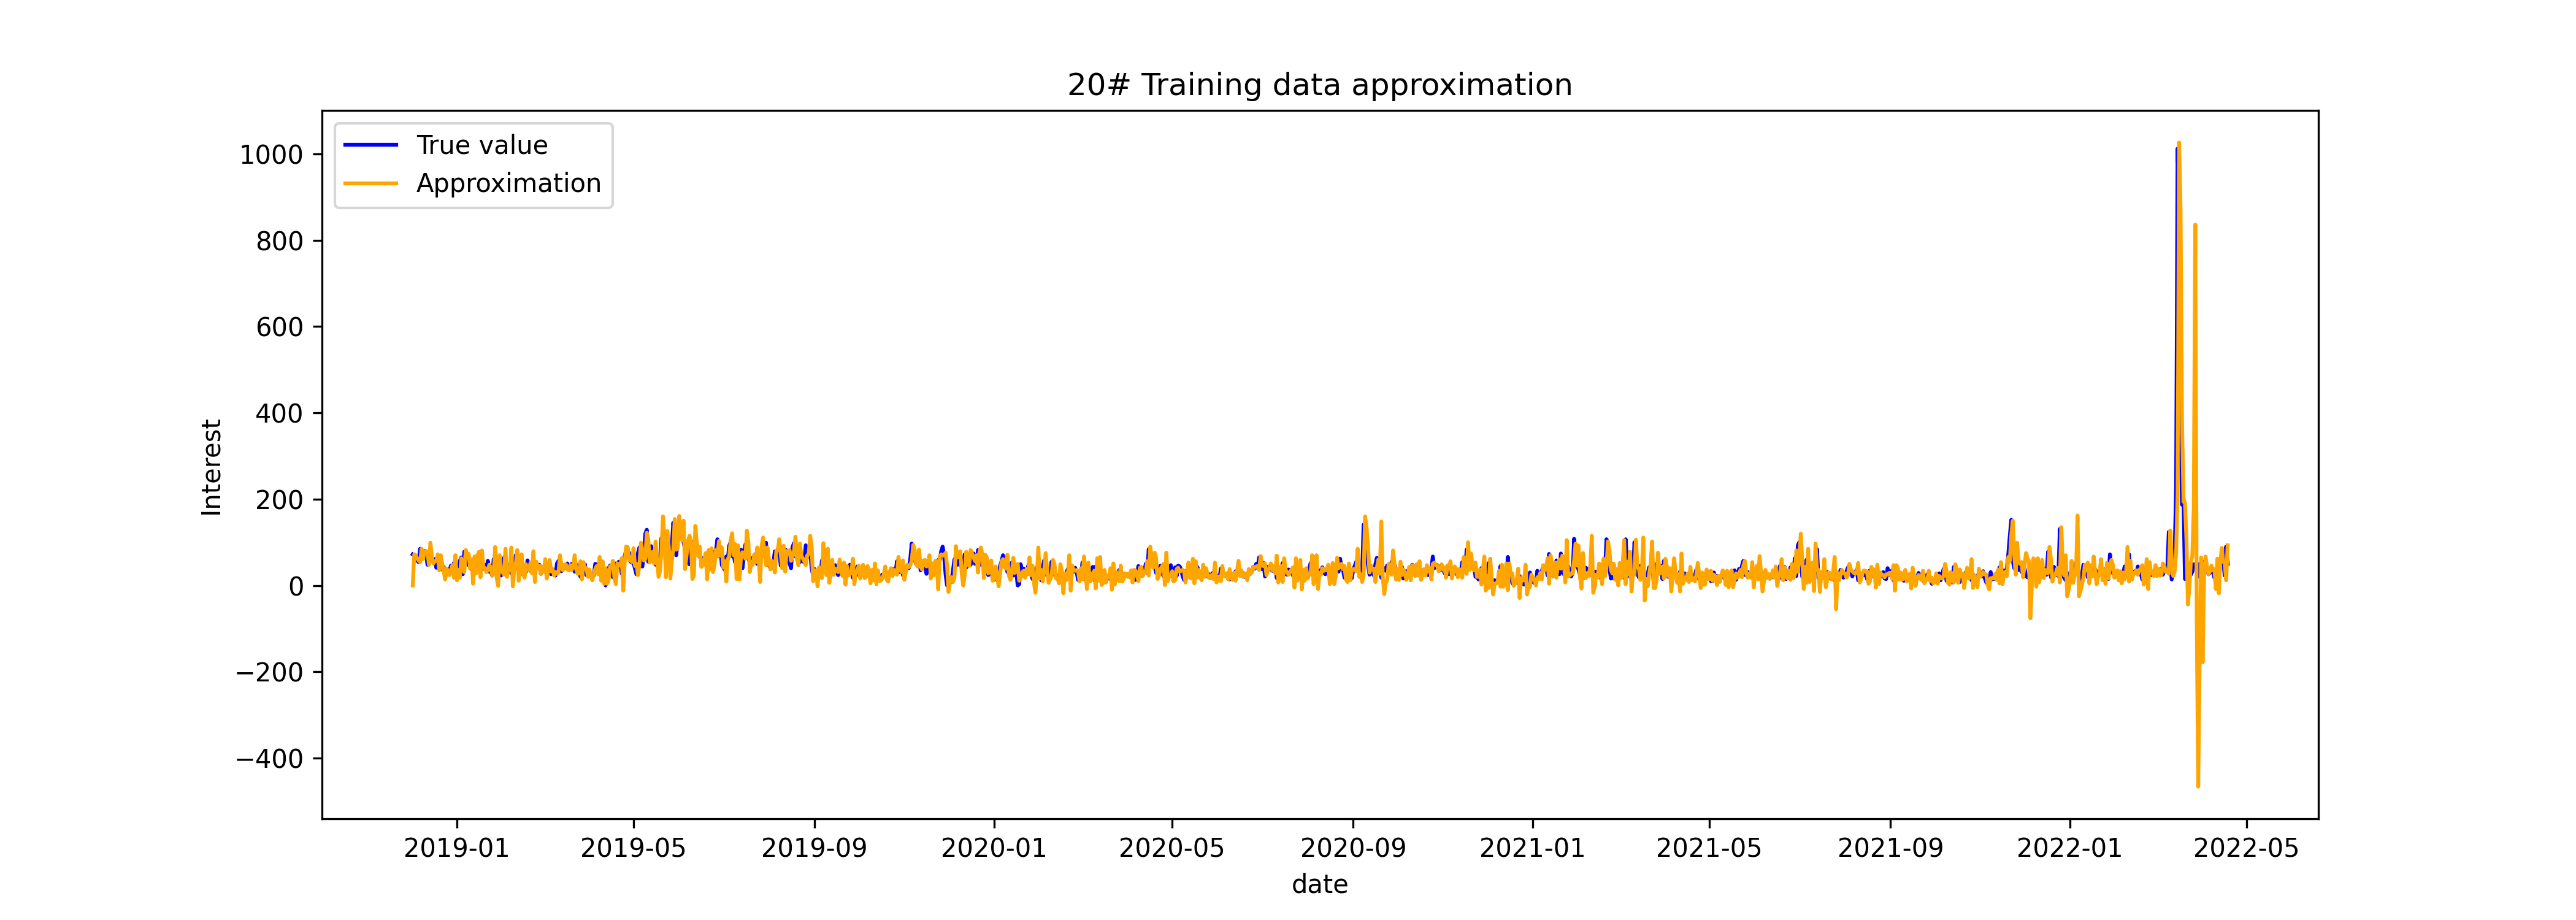 20# Training data approximation
True value
Approximation
1000
800
600
400
200
0
−200
−400
Interest
2019-01 2019-05 2019-09 2020-01 2020-05 2020-09 2021-01 2021-05 2021-09 2022-01 2022-05
date